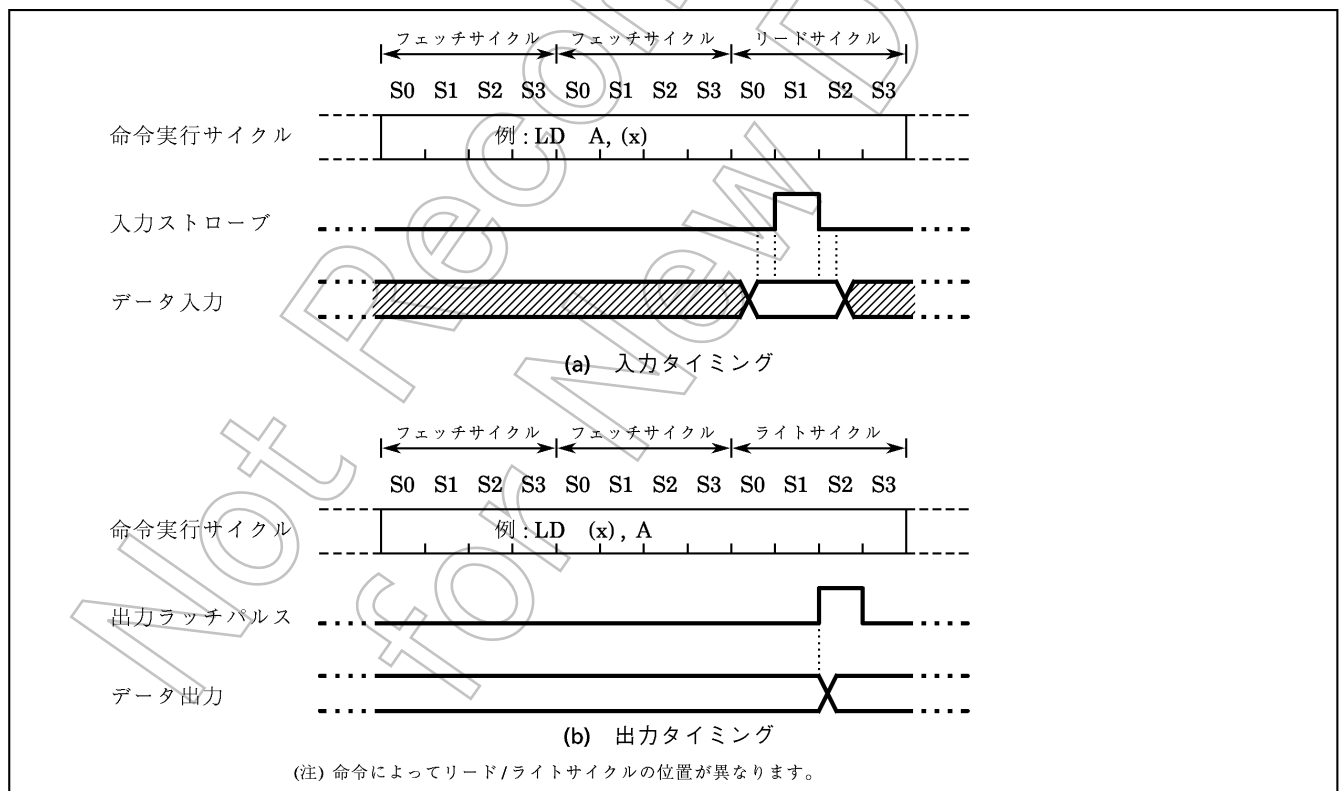 フェッチサイクル フェッチサイクル リードサイクル
S0 S1 S2 S3 S0 S1 S2 S3 S0 S1 S2 S3
命令実行サイクル 例 : LD A, (x)
入力ストローブ
データ入力
(a) 入力タイミング
フェッチサイクル フェッチサイクル ライトサイクル
S0 S1 S2 S3 S0 S1 S2 S3 S0 S1 S2 S3
命令実行サイクル 例 : LD (x) , A
出力ラッチパルス
データ出力
(b) 出力タイミング
(注) 命令によってリード/ライトサイクルの位置が異なります。
Not Recom
for New D